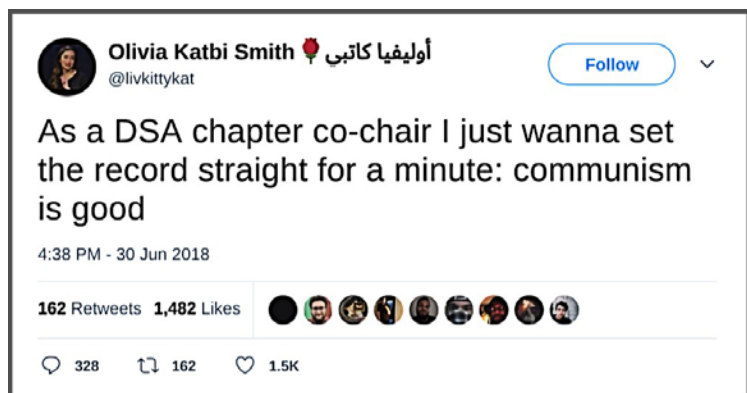 Olivia Katbi Smith🌹أوليفيا كاتبي
@livkittykat
Follow
As a DSA chapter co-chair I just wanna set
the record straight for a minute: communism
is good
4:38 PM - 30 Jun 2018
162 Retweets 1,482 Likes
328 162 1.5K